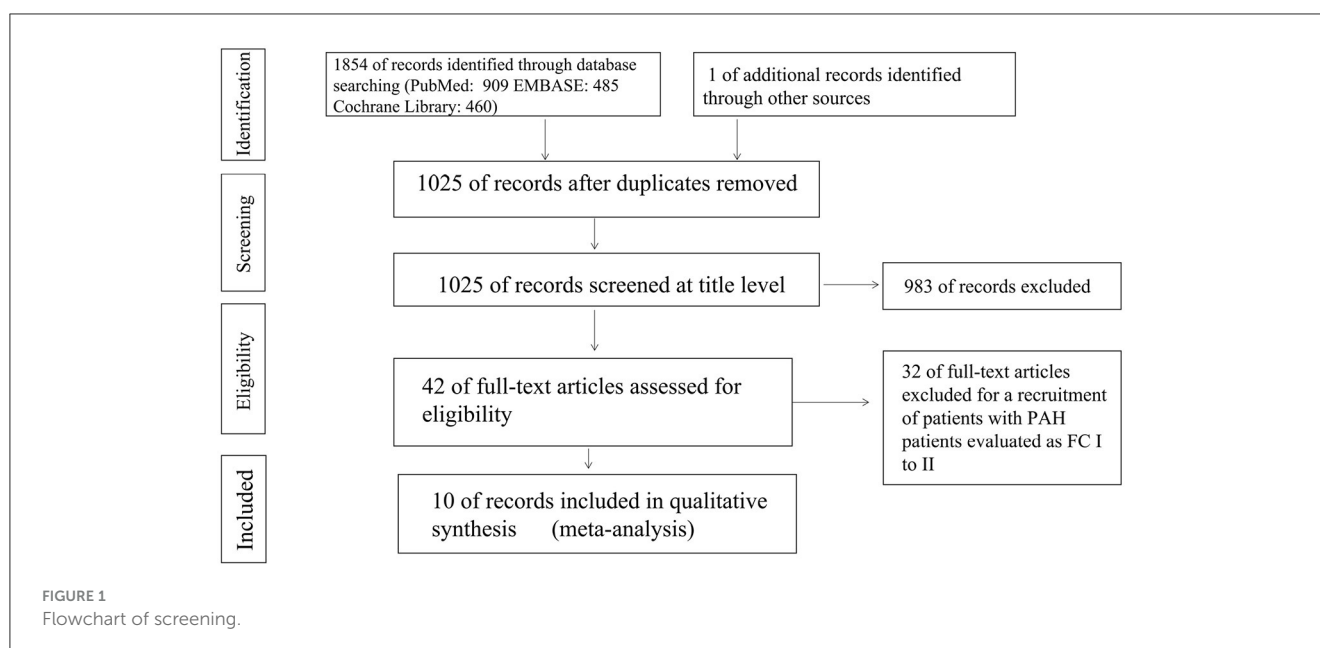 Identification
1854 of records identified through database
searching (PubMed: 909 EMBASE: 485
Cochrane Library: 460)
1 of additional records identified
through other sources
1025 of records after duplicates removed
Screening
1025 of records screened at title level
983 of records excluded
Eligibility
42 of full-text articles assessed for
eligibility
32 of full-text articles
excluded for a recruitment
of patients with PAH
patients evaluated as FC I
to II
Included
10 of records included in qualitative
synthesis (meta-analysis)
FIGURE 1
Flowchart of screening.